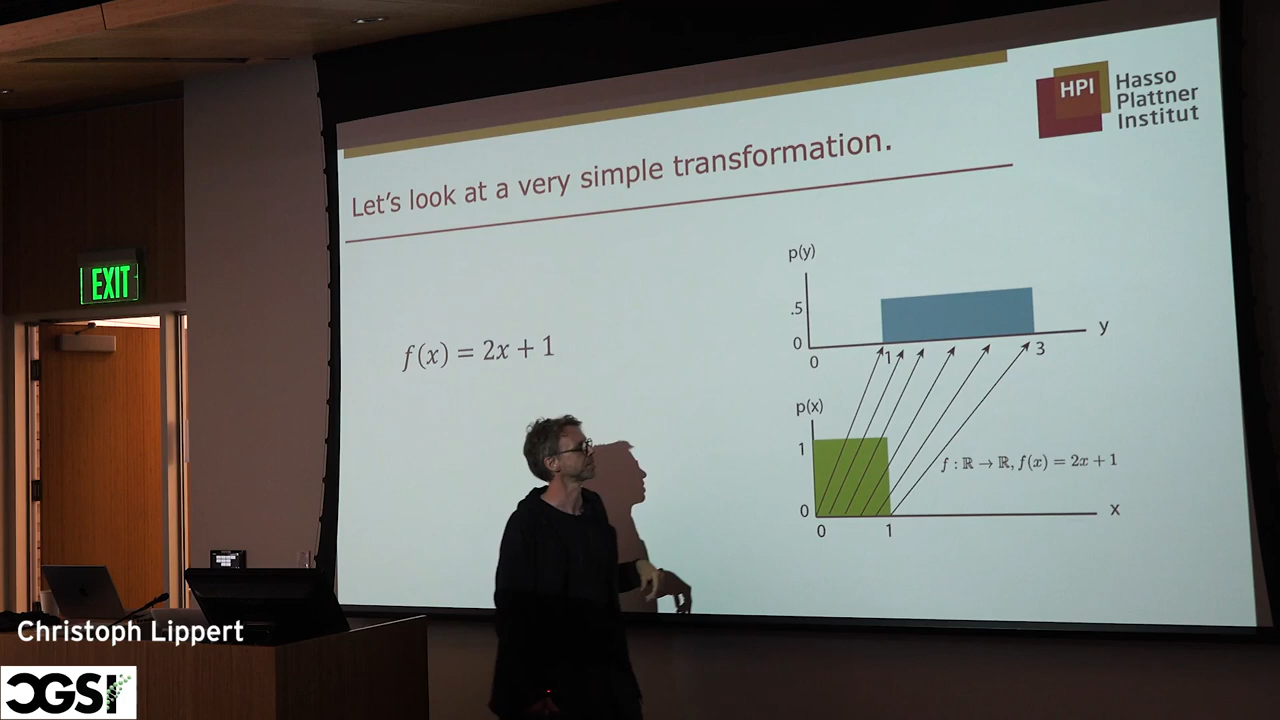 HPI Hasso
Plattner
Institut
Let's look at a very simple transformation.
EXIT
f(x) = 2x + 1
p(y)
.5
0
0
1
3
y
p(x)
1
0
0
1
x
f : ℝ → ℝ, f(x) = 2x + 1
Christoph Lippert
CGSI